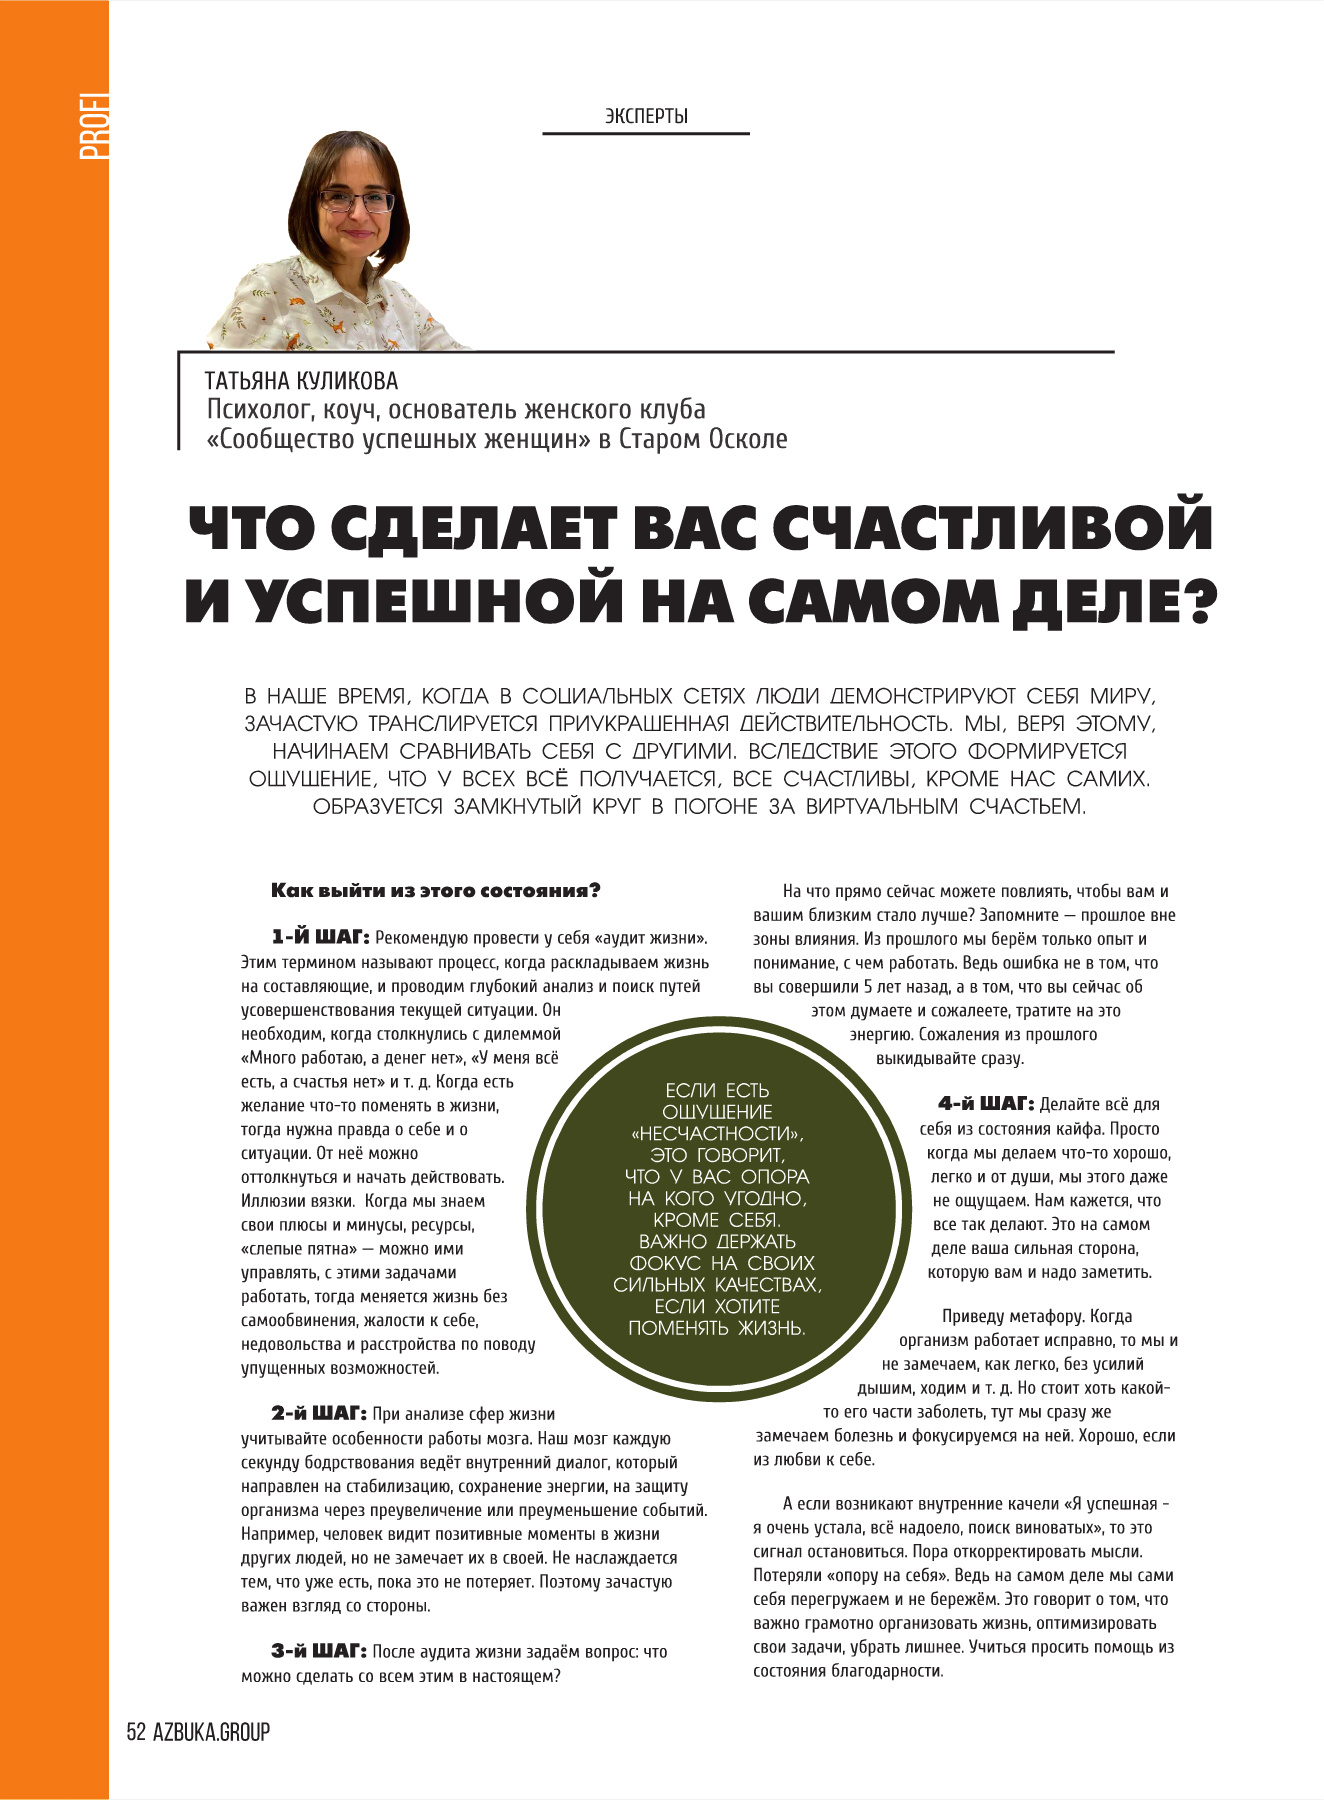 PROFI
ЭКСПЕРТЫ
ТАТЬЯНА КУЛИКОВА
Психолог, коуч, основатель женского клуба
«Сообщество успешных женщин» в Старом Осколе
ЧТО СДЕЛАЕТ ВАС СЧАСТЛИВОЙ
И УСПЕШНОЙ НА САМОМ ДЕЛЕ?
В НАШЕ ВРЕМЯ, КОГДА В СОЦИАЛЬНЫХ СЕТЯХ ЛЮДИ ДЕМОНСТРИРУЮТ СЕБЯ МИРУ,
ЗАЧАСТУЮ ТРАНСЛИРУЕТСЯ ПРИУКРАШЕННАЯ ДЕЙСТВИТЕЛЬНОСТЬ. МЫ, ВЕРЯ ЭТОМУ,
НАЧИНАЕМ СРАВНИВАТЬ СЕБЯ С ДРУГИМИ. ВСЛЕДСТВИЕ ЭТОГО ФОРМИРУЕТСЯ
ОЩУЩЕНИЕ, ЧТО У ВСЕХ ВСЁ ПОЛУЧАЕТСЯ, ВСЕ СЧАСТЛИВЫ, КРОМЕ НАС САМИХ.
ОБРАЗУЕТСЯ ЗАМКНУТЫЙ КРУГ В ПОГОНЕ ЗА ВИРТУАЛЬНЫМ СЧАСТЬЕМ.
Как выйти из этого состояния?
1-Й ШАГ: Рекомендую провести у себя «аудит жизни».
Этим термином называют процесс, когда раскладываем жизнь
на составляющие, и проводим глубокий анализ и поиск путей
усовершенствования текущей ситуации. Он
необходим, когда столкнулись с дилеммой
«Много работаю, а денег нет», «У меня всё
есть, а счастья нет» и т. д. Когда есть
желание что-то поменять в жизни,
тогда нужна правда о себе и о
ситуации. От неё можно
оттолкнуться и начать действовать.
Иллюзии вязки. Когда мы знаем
свои плюсы и минусы, ресурсы,
«слепые пятна» — можно ими
управлять, с этими задачами
работать, тогда меняется жизнь без
самообвинения, жалости к себе,
недовольства и расстройства по поводу
упущенных возможностей.
2-й ШАГ: При анализе сфер жизни
учитывайте особенности работы мозга. Наш мозг каждую
секунду бодрствования ведёт внутренний диалог, который
направлен на стабилизацию, сохранение энергии, на защиту
организма через преувеличение или преуменьшение событий.
Например, человек видит позитивные моменты в жизни
других людей, но не замечает их в своей. Не наслаждается
тем, что уже есть, пока это не потеряет. Поэтому зачастую
важен взгляд со стороны.
3-й ШАГ: После аудита жизни задаём вопрос: что
можно сделать со всем этим в настоящем?
ЕСЛИ ЕСТЬ
ОЩУЩЕНИЕ
«НЕСЧАСТНОСТИ»,
ЭТО ГОВОРИТ,
ЧТО У ВАС ОПОРА
НА КОГО УГОДНО,
КРОМЕ СЕБЯ.
ВАЖНО ДЕРЖАТЬ
ФОКУС НА СВОИХ
СИЛЬНЫХ КАЧЕСТВАХ,
ЕСЛИ ХОТИТЕ
ПОМЕНЯТЬ ЖИЗНЬ.
На что прямо сейчас можете повлиять, чтобы вам и
вашим близким стало лучше? Запомните — прошлое вне
зоны влияния. Из прошлого мы берём только опыт и
понимание, с чем работать. Ведь ошибка не в том, что
вы совершили 5 лет назад, а в том, что вы сейчас об
этом думаете и сожалеете, тратите на это
энергию. Сожаления из прошлого
выкидывайте сразу.
4-й ШАГ: Делайте всё для
себя из состояния кайфа. Просто
когда мы делаем что-то хорошо,
легко и от души, мы этого даже
не ощущаем. Нам кажется, что
все так делают. Это на самом
деле ваша сильная сторона,
которую вам и надо заметить.
Приведу метафору. Когда
организм работает исправно, то мы и
не замечаем, как легко, без усилий
дышим, ходим и т. д. Но стоит хоть какой-
то его части заболеть, тут мы сразу же
замечаем болезнь и фокусируемся на ней. Хорошо, если
из любви к себе.
А если возникают внутренние качели «Я успешная -
я очень устала, всё надоело, поиск виноватых», то это
сигнал остановиться. Пора откорректировать мысли.
Потеряли «опору на себя». Ведь на самом деле мы сами
себя перегружаем и не бережём. Это говорит о том, что
важно грамотно организовать жизнь, оптимизировать
свои задачи, убрать лишнее. Учиться просить помощь из
состояния благодарности.
52 AZBUKA.GROUP